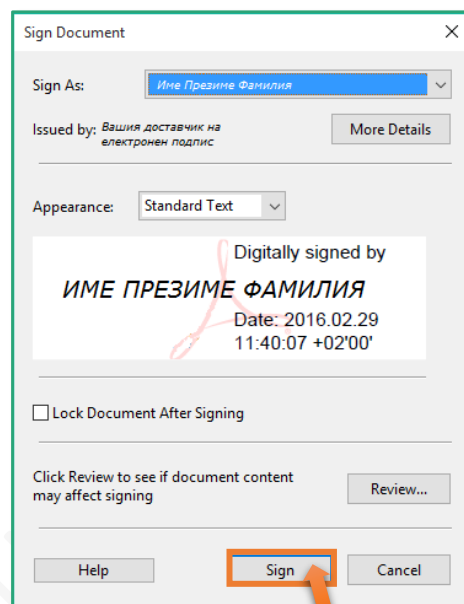 Sign Document
Sign As: Име Презиме Фамилия
Issued by: Вашия доставчик на
електронен подпис
More Details
Appearance: Standard Text
Digitally signed by
ИМЕ ПРЕЗИМЕ ФАМИЛИЯ
Date: 2016.02.29
11:40:07 +02'00'
Lock Document After Signing
Click Review to see if document content
may affect signing
Review...
Help Sign Cancel